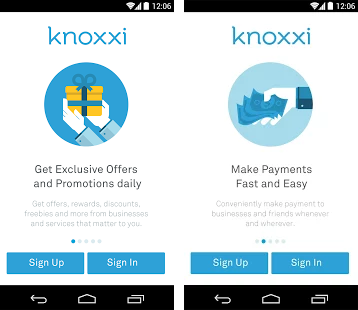 12:06
knoxxi
Get Exclusive Offers
and Promotions daily
Get offers, rewards, discounts,
freebies and more from businesses
and services that matter to you.
Sign Up
Sign In
12:06
knoxxi
Make Payments
Fast and Easy
Conveniently make payment to
businesses and friends whenever
and wherever.
Sign Up
Sign In